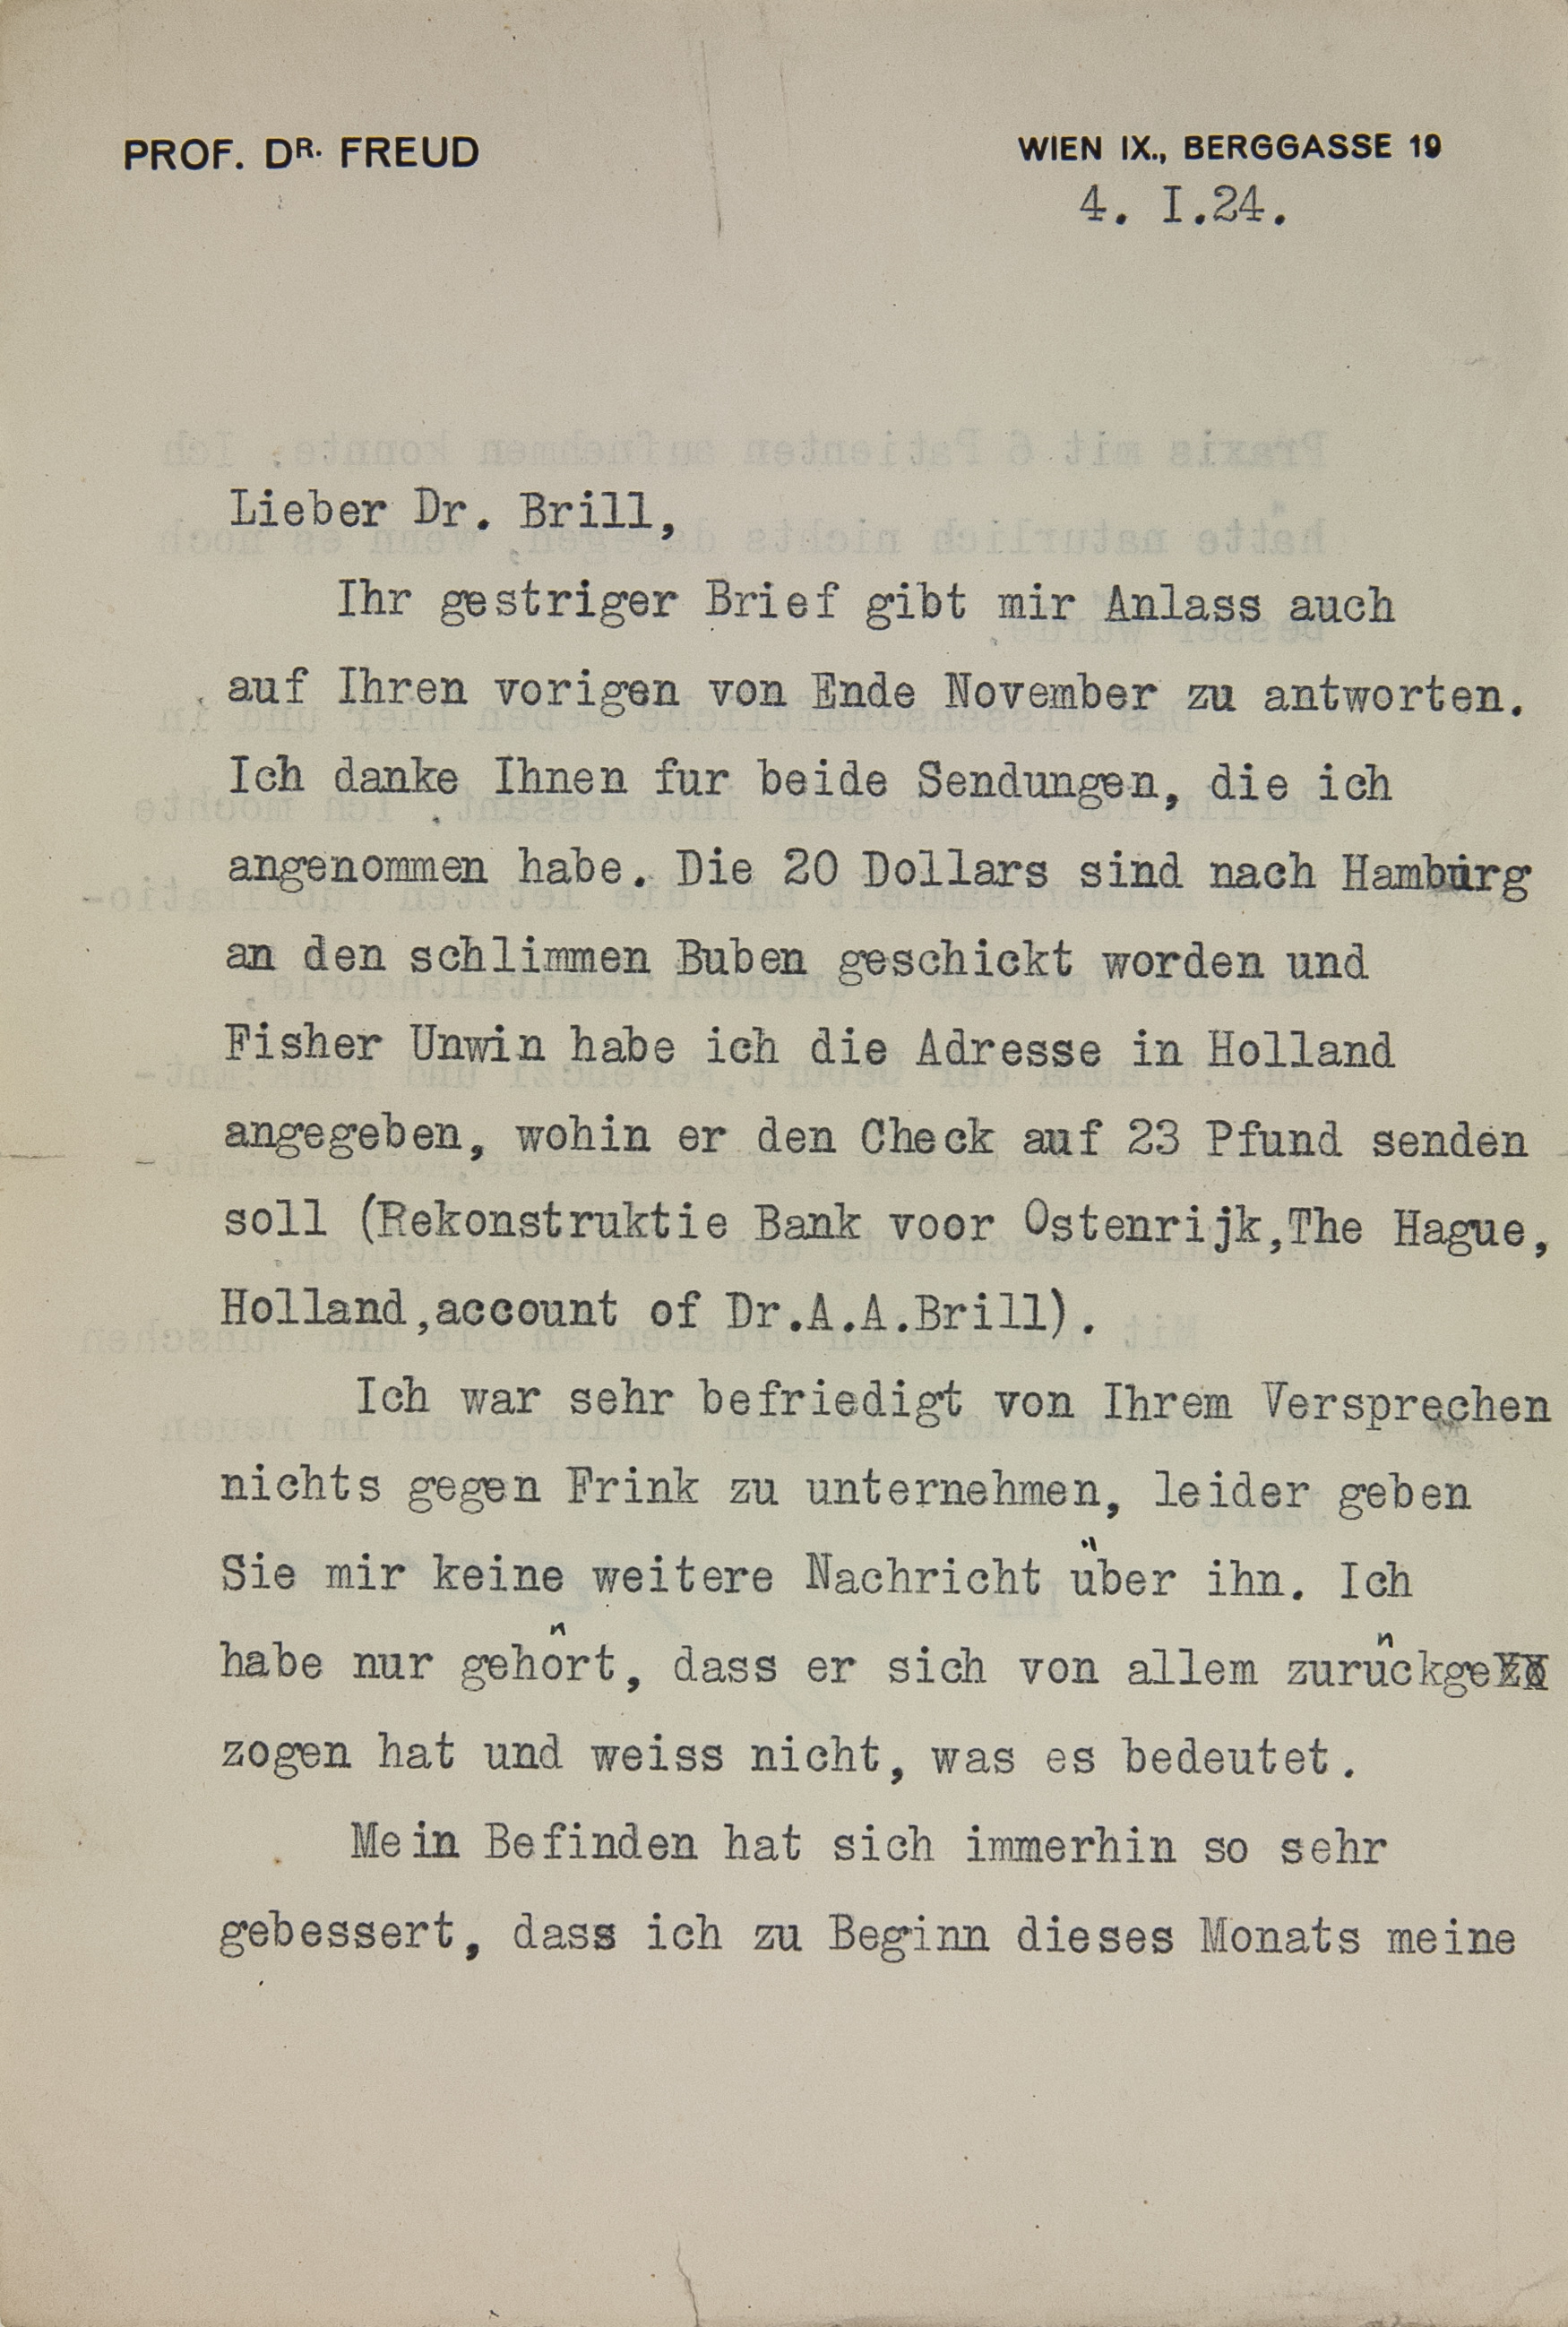 PROF. DR. FREUD
WIEN IX., BERGGASSE 19
4. I.24.
Lieber Dr. Brill,
Ihr gestriger Brief gibt mir Anlass auch
auf Ihren vorigen von Ende November zu antworten.
Ich danke Ihnen fur beide Sendungen, die ich
angenommen habe. Die 20 Dollars sind nach Hamburg
an den schlimmen Buben geschickt worden und
Fisher Unwin habe ich die Adresse in Holland
angegeben, wohin er den Check auf 23 Pfund senden
soll (Rekonstruktie Bank voor Ostenrijk,The Hague,
Holland,account of Dr.A.A.Brill).
Ich war sehr befriedigt von Ihrem Versprechen
nichts gegen Frink zu unternehmen, leider geben
Sie mir keine weitere Nachricht über ihn. Ich
habe nur gehört, dass er sich von allem zurückge
zogen hat und weiss nicht, was es bedeutet.
Mein Befinden hat sich immerhin so sehr
gebessert, dass ich zu Beginn dieses Monats meine